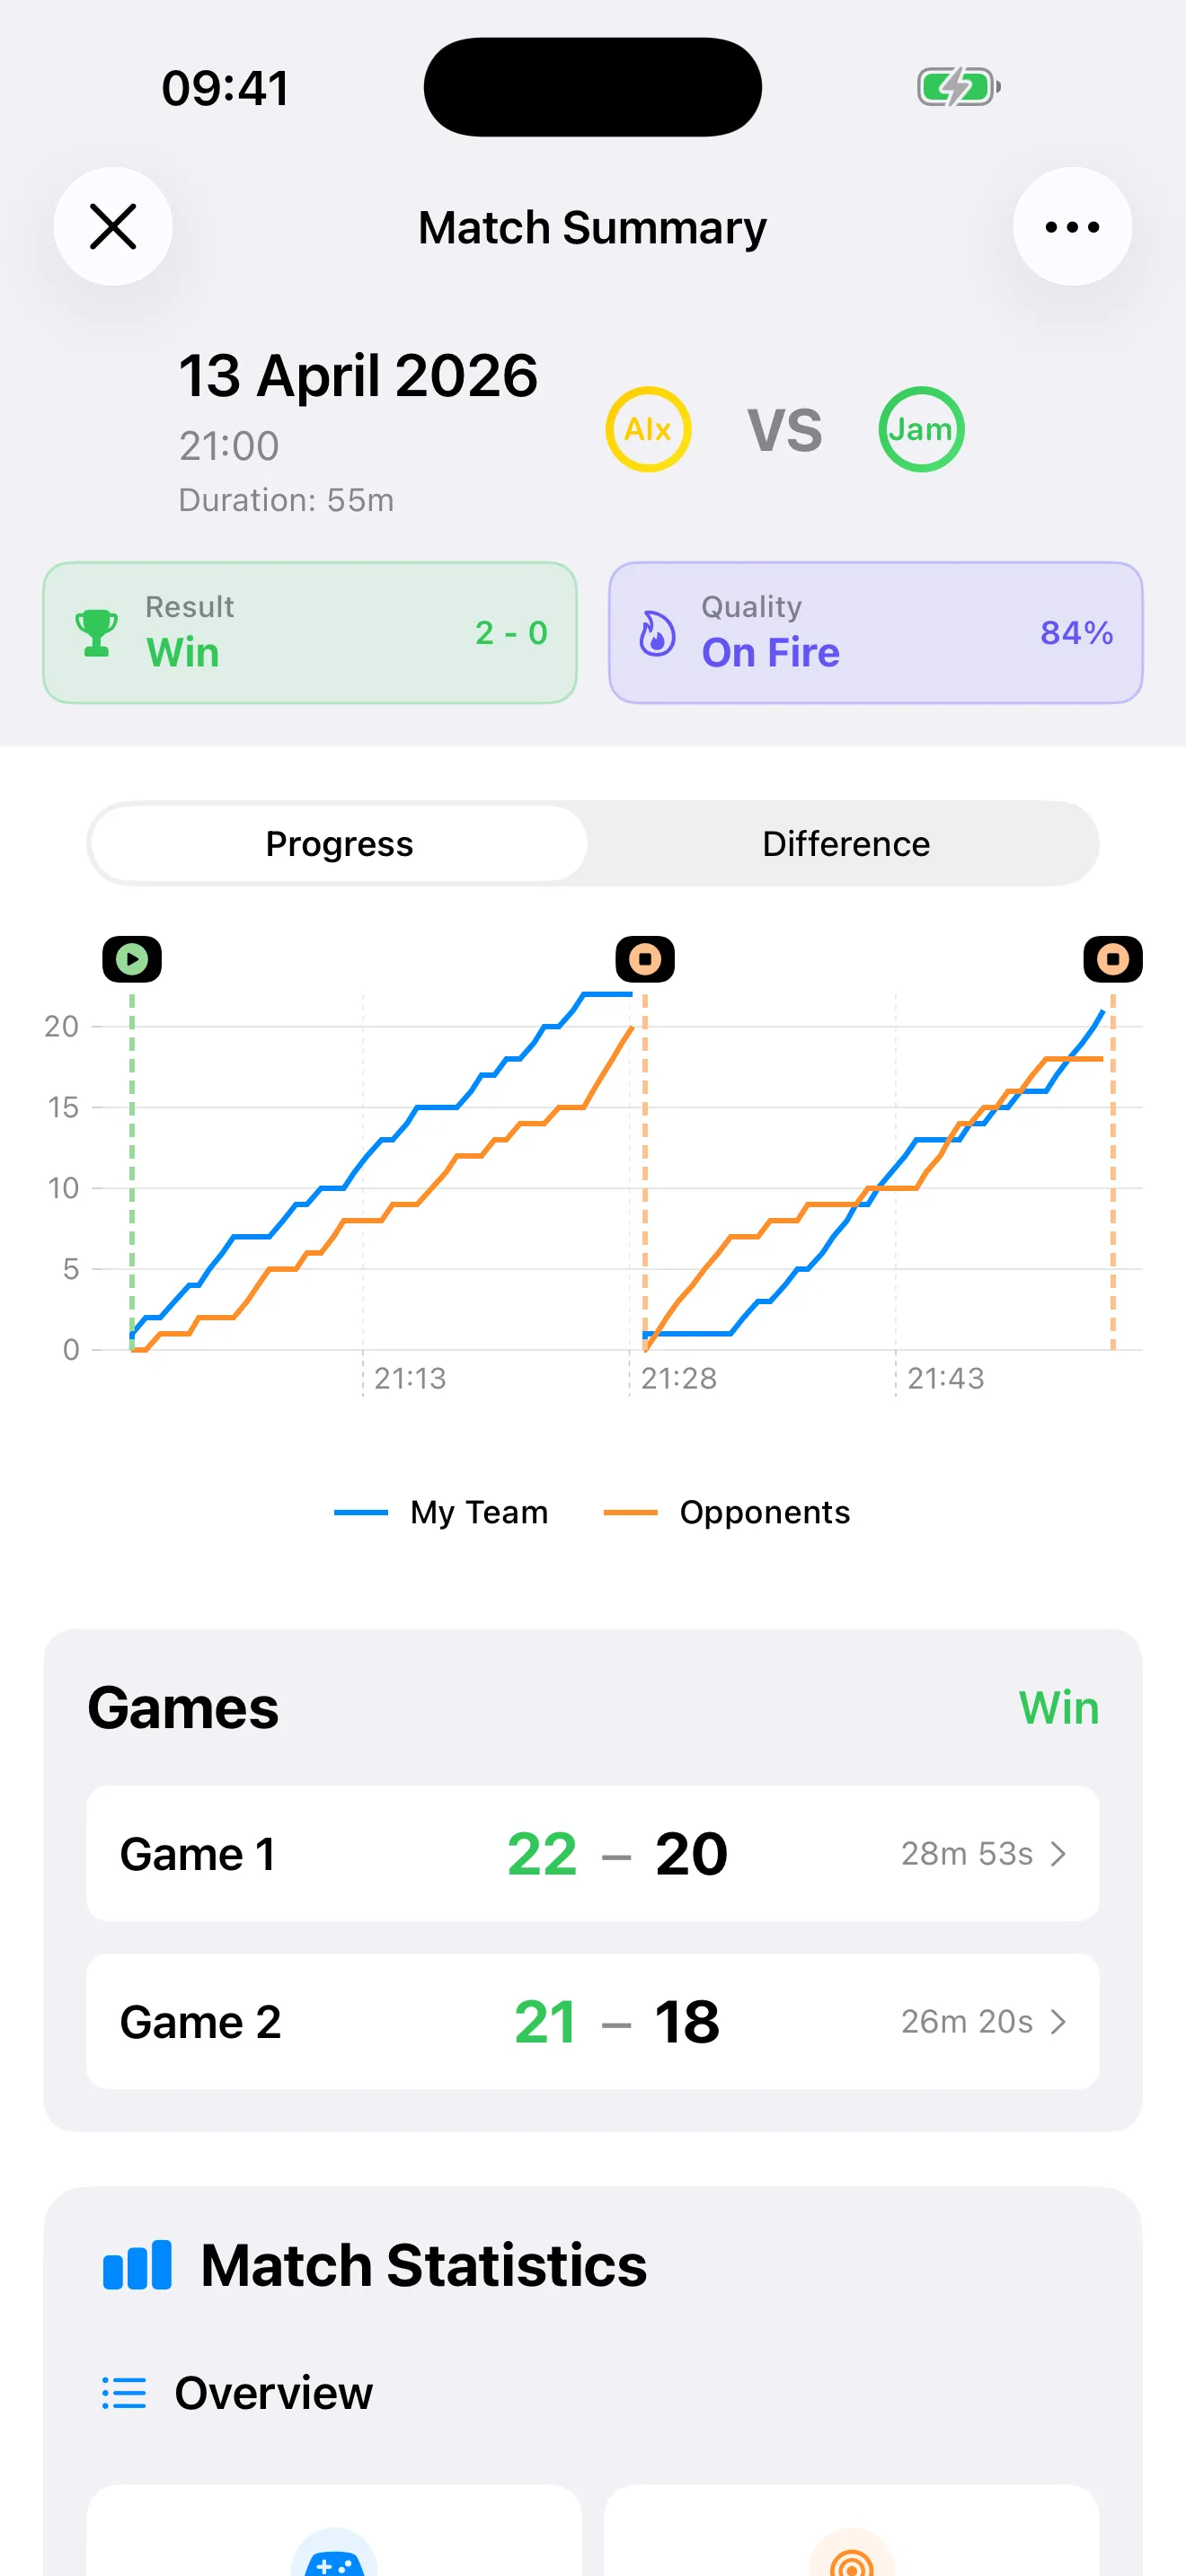 09:41
Match Summary
13 April 2026
21:00
Duration: 55m
Alx
VS
Jam
Result
Win
2 - 0
Quality
On Fire
84%
Progress
Difference
20
15
10
5
0
21:13
21:28
21:43
My Team
Opponents
Games
Win
Game 1
22 – 20
28m 53s
Game 2
21 – 18
26m 20s
Match Statistics
Overview